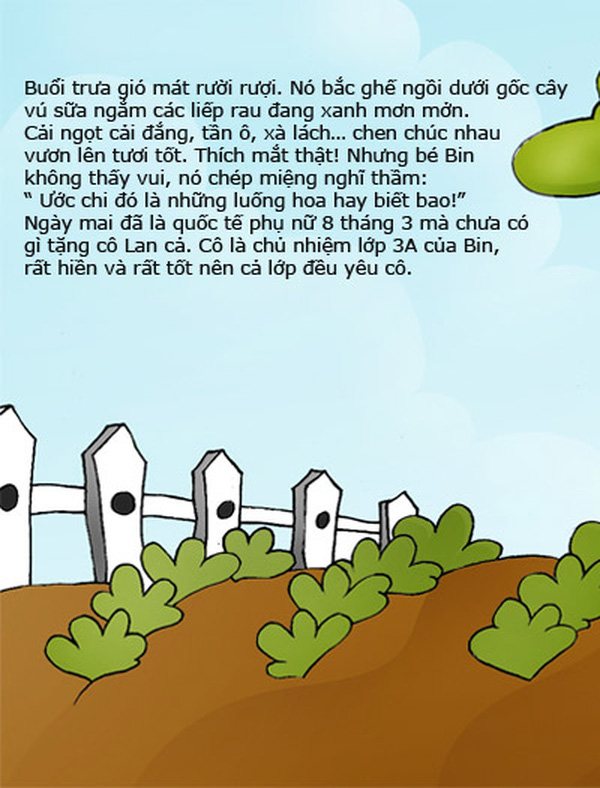 Buổi trưa gió mát rười rượi. Nó bắc ghế ngồi dưới gốc cây
vú sữa ngắm các liếp rau đang xanh mơn mởn.
Cải ngọt cải đắng, tần ô, xà lách... chen chúc nhau
vươn lên tươi tốt. Thích mắt thật! Nhưng bé Bin
không thấy vui, nó chép miệng nghĩ thầm:
“ Ước chi đó là những luống hoa hay biết bao!”
Ngày mai đã là quốc tế phụ nữ 8 tháng 3 mà chưa có
gì tặng cô Lan cả. Cô là chủ nhiệm lớp 3A của Bin,
rất hiền và rất tốt nên cả lớp đều yêu cô.